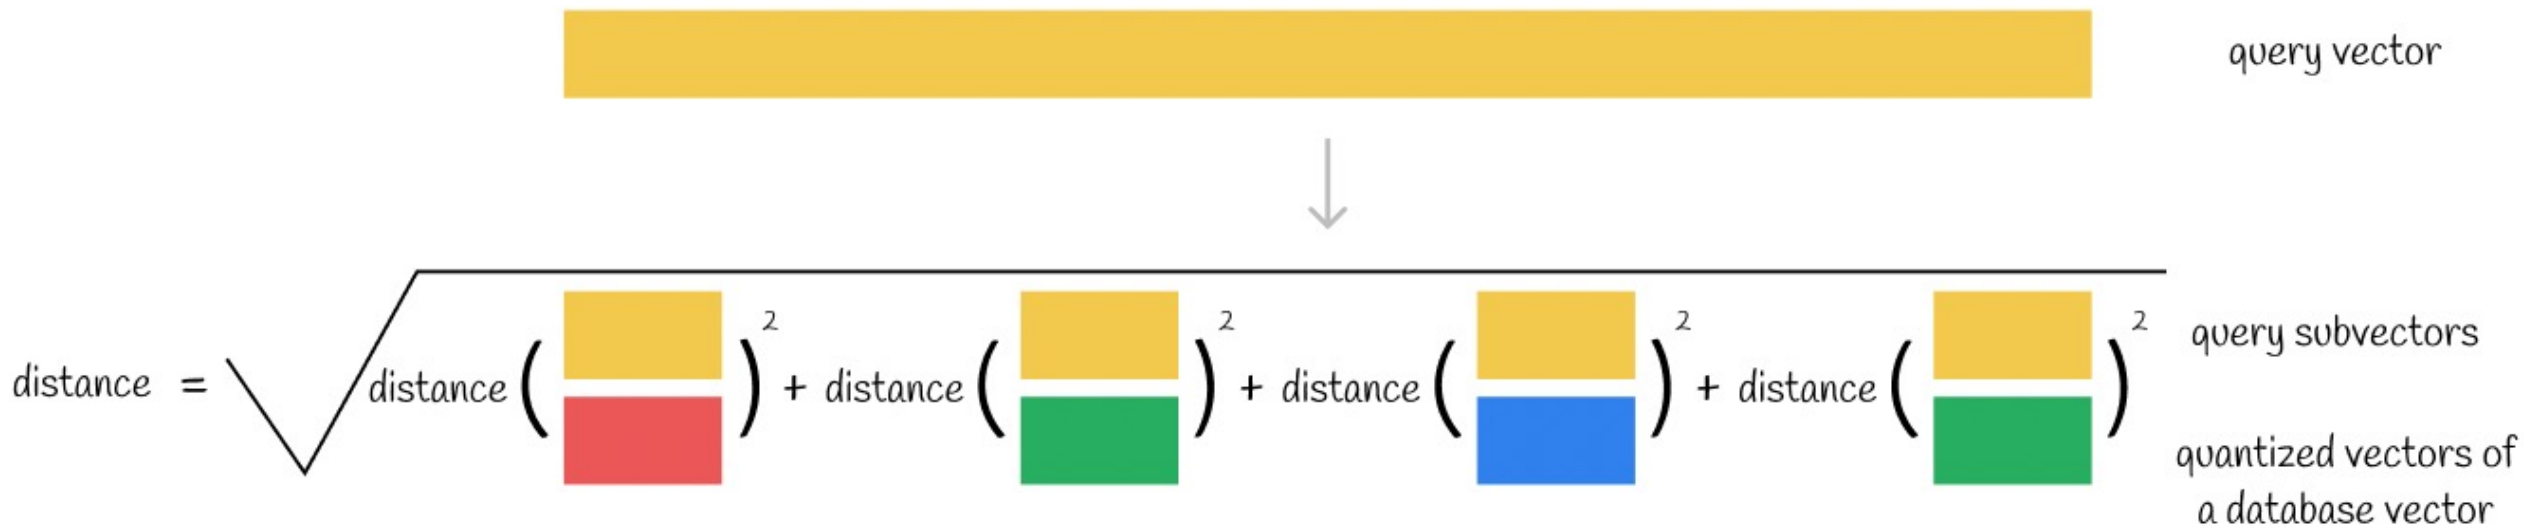 query vector
distance = √ distance ( )² + distance ( )² + distance ( )² + distance ( )²
query subvectors
quantized vectors of
a database vector